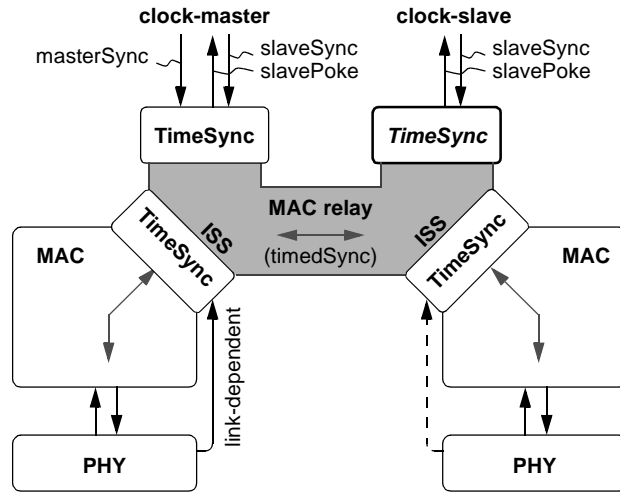 clock-master
clock-slave
masterSync
slaveSync
slavePoke
slaveSync
slavePoke
TimeSync
TimeSync
MAC relay
(timedSync)
ISS
ISS
TimeSync
TimeSync
MAC
MAC
link-dependent
PHY
PHY